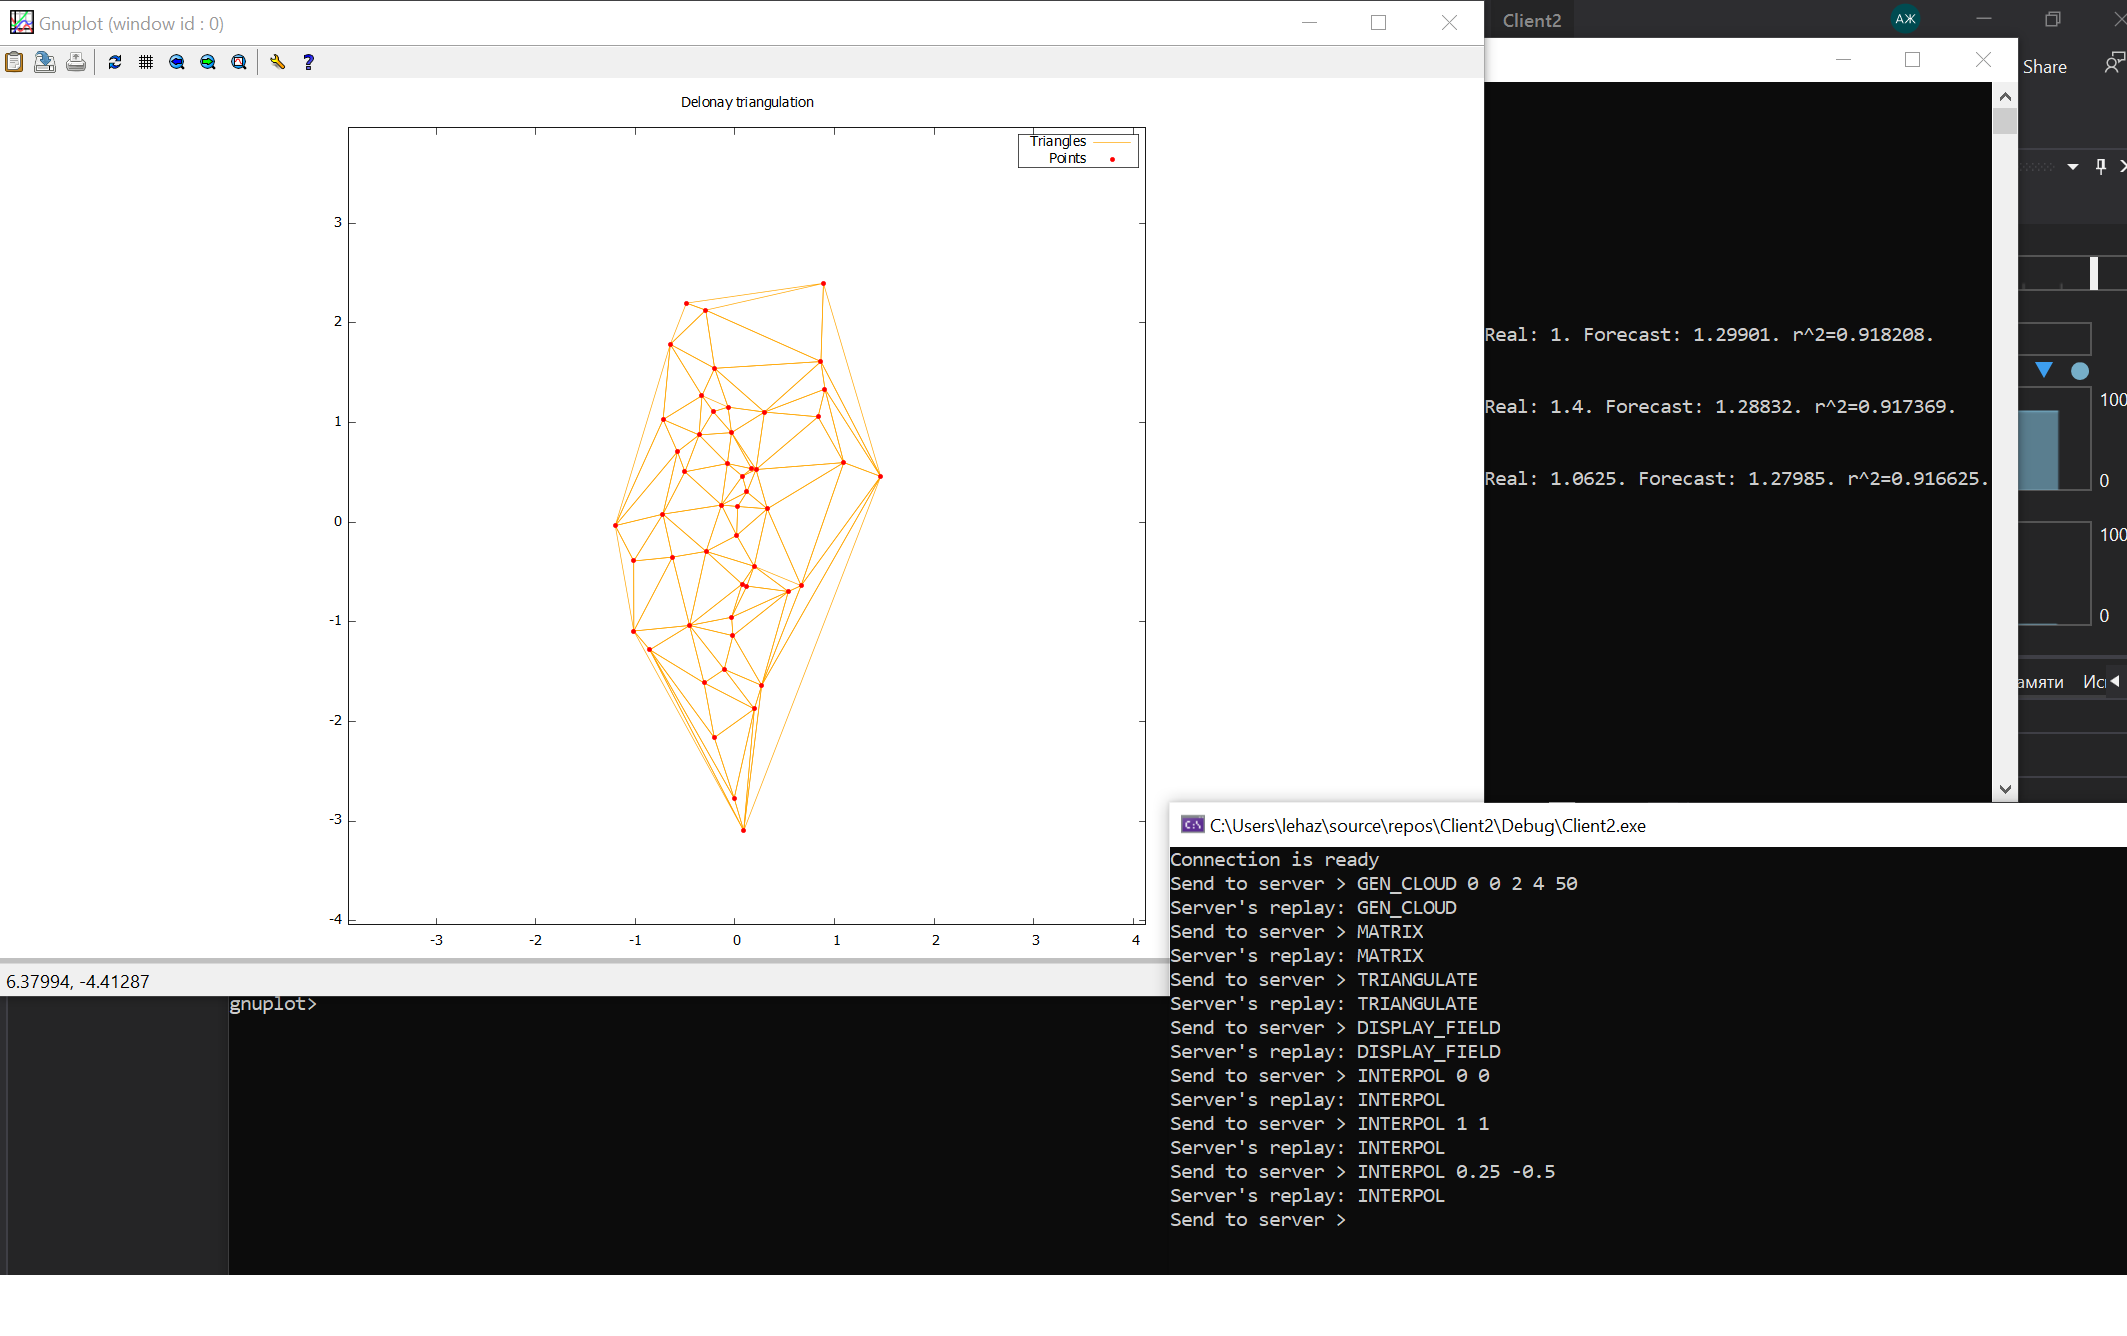 Gnuplot (window id : 0)
Delonay triangulation
Triangles
Points
3
2
1
0
-1
-2
-3
-4
-3
-2
-1
0
1
2
3
4
6.37994, -4.41287
gnuplot>
Client2
АЖ
Share
Real: 1. Forecast: 1.29901. r^2=0.918208.
Real: 1.4. Forecast: 1.28832. r^2=0.917369.
Real: 1.0625. Forecast: 1.27985. r^2=0.916625.
100
0
100
0
амяти Ис
C:\Users\lehaz\source\repos\Client2\Debug\Client2.exe
Connection is ready
Send to server > GEN_CLOUD 0 0 2 4 50
Server's replay: GEN_CLOUD
Send to server > MATRIX
Server's replay: MATRIX
Send to server > TRIANGULATE
Server's replay: TRIANGULATE
Send to server > DISPLAY_FIELD
Server's replay: DISPLAY_FIELD
Send to server > INTERPOL 0 0
Server's replay: INTERPOL
Send to server > INTERPOL 1 1
Server's replay: INTERPOL
Send to server > INTERPOL 0.25 -0.5
Server's replay: INTERPOL
Send to server >